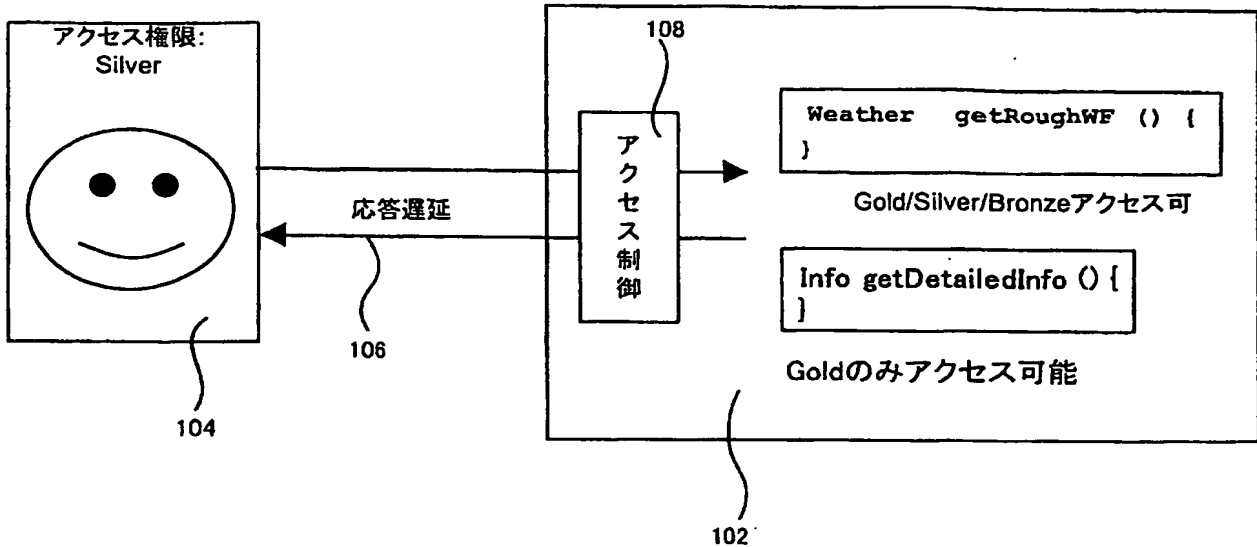 アクセス権限:
Silver
104
応答遅延
106
108
アクセス制御
Weather getRoughWF () {
}
Gold/Silver/Bronzeアクセス可
Info getDetailedInfo () {
}
Goldのみアクセス可能
102